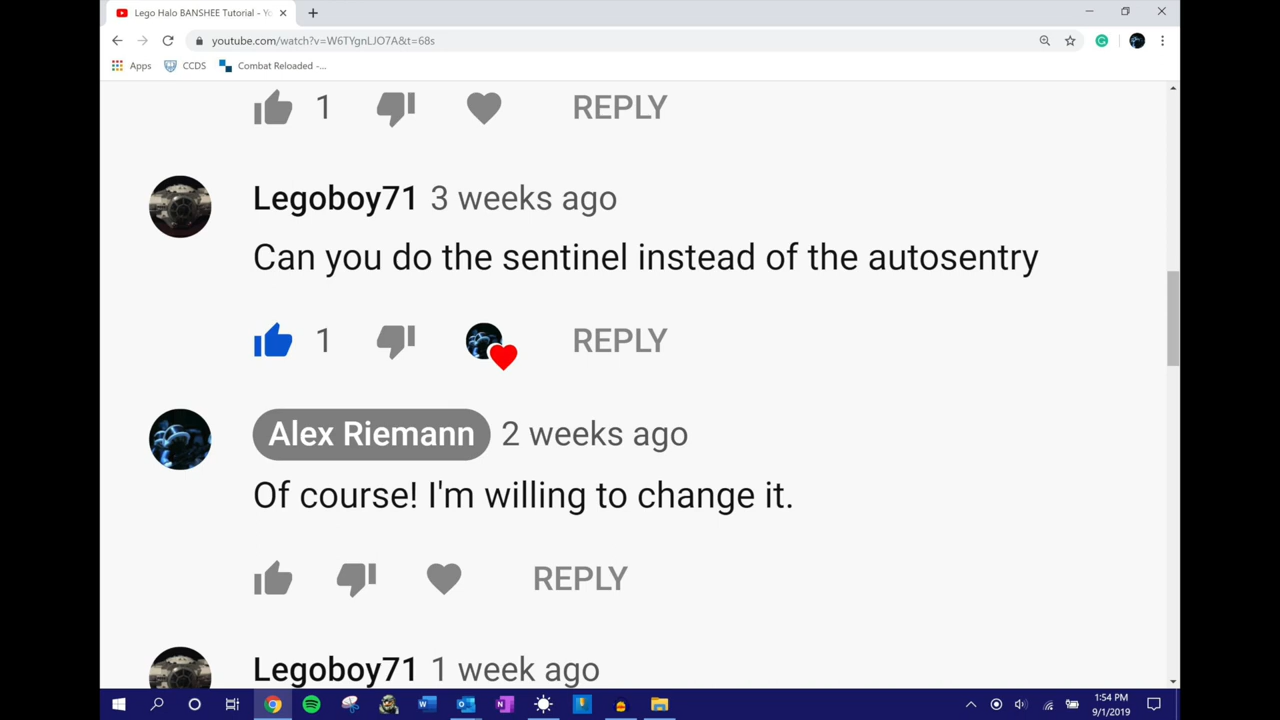 Lego Halo BANSHEE Tutorial - Yo
youtube.com/watch?v=W6TYgnLJO7A&t=68s
Apps CCDS Combat Reloaded -...
1 REPLY
Legoboy71 3 weeks ago
Can you do the sentinel instead of the autosentry
1 REPLY
Alex Riemann 2 weeks ago
Of course! I'm willing to change it.
REPLY
Legoboy71 1 week ago
1:54 PM
9/1/2019